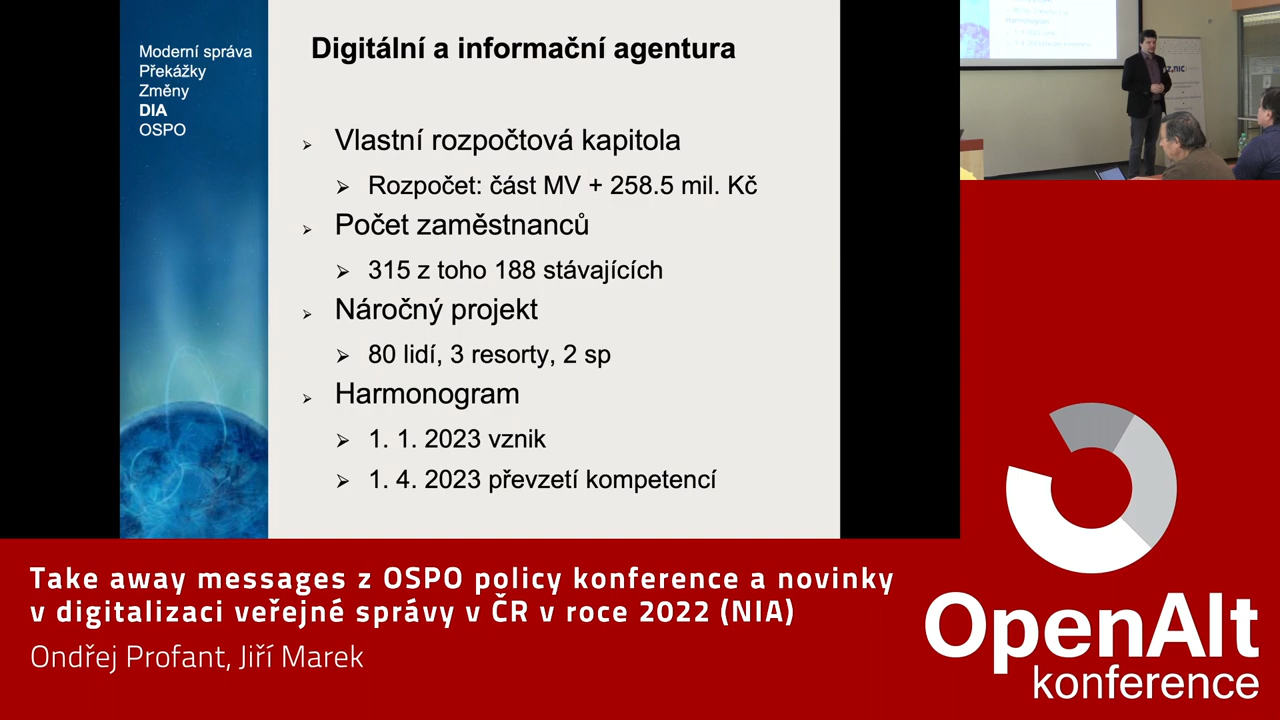 Moderní správa
Překážky
Změny
DIA
OSPO
Digitální a informační agentura
Vlastní rozpočtová kapitola
Rozpočet: část MV + 258.5 mil. Kč
Počet zaměstnanců
315 z toho 188 stávajících
Náročný projekt
80 lidí, 3 resorty, 2 sp
Harmonogram
1. 1. 2023 vznik
1. 4. 2023 převzetí kompetencí
Take away messages z OSPO policy konference a novinky
v digitalizaci veřejné správy v ČR v roce 2022 (NIA)
Ondřej Profant, Jiří Marek
OpenAlt
konference